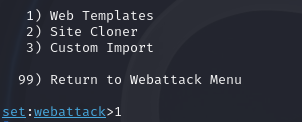 1) Web Templates
2) Site Cloner
3) Custom Import
99) Return to Webattack Menu
set:webattack>1